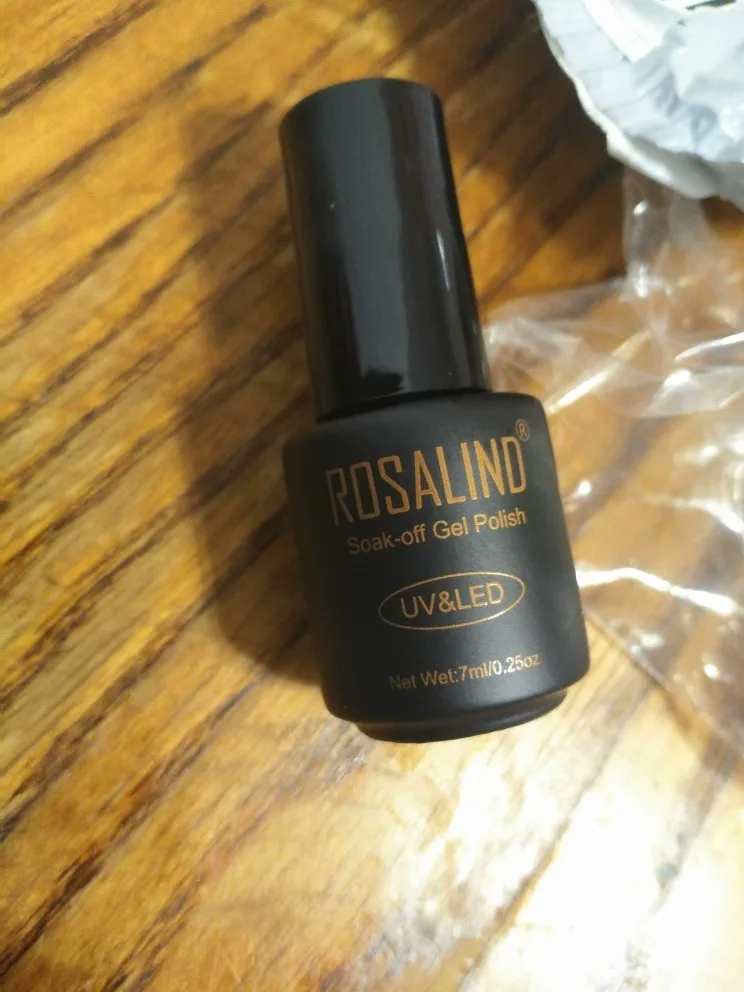 ROSALIND®
Soak-off Gel Polish
UV&LED
Net Wet:7ml/0.25oz